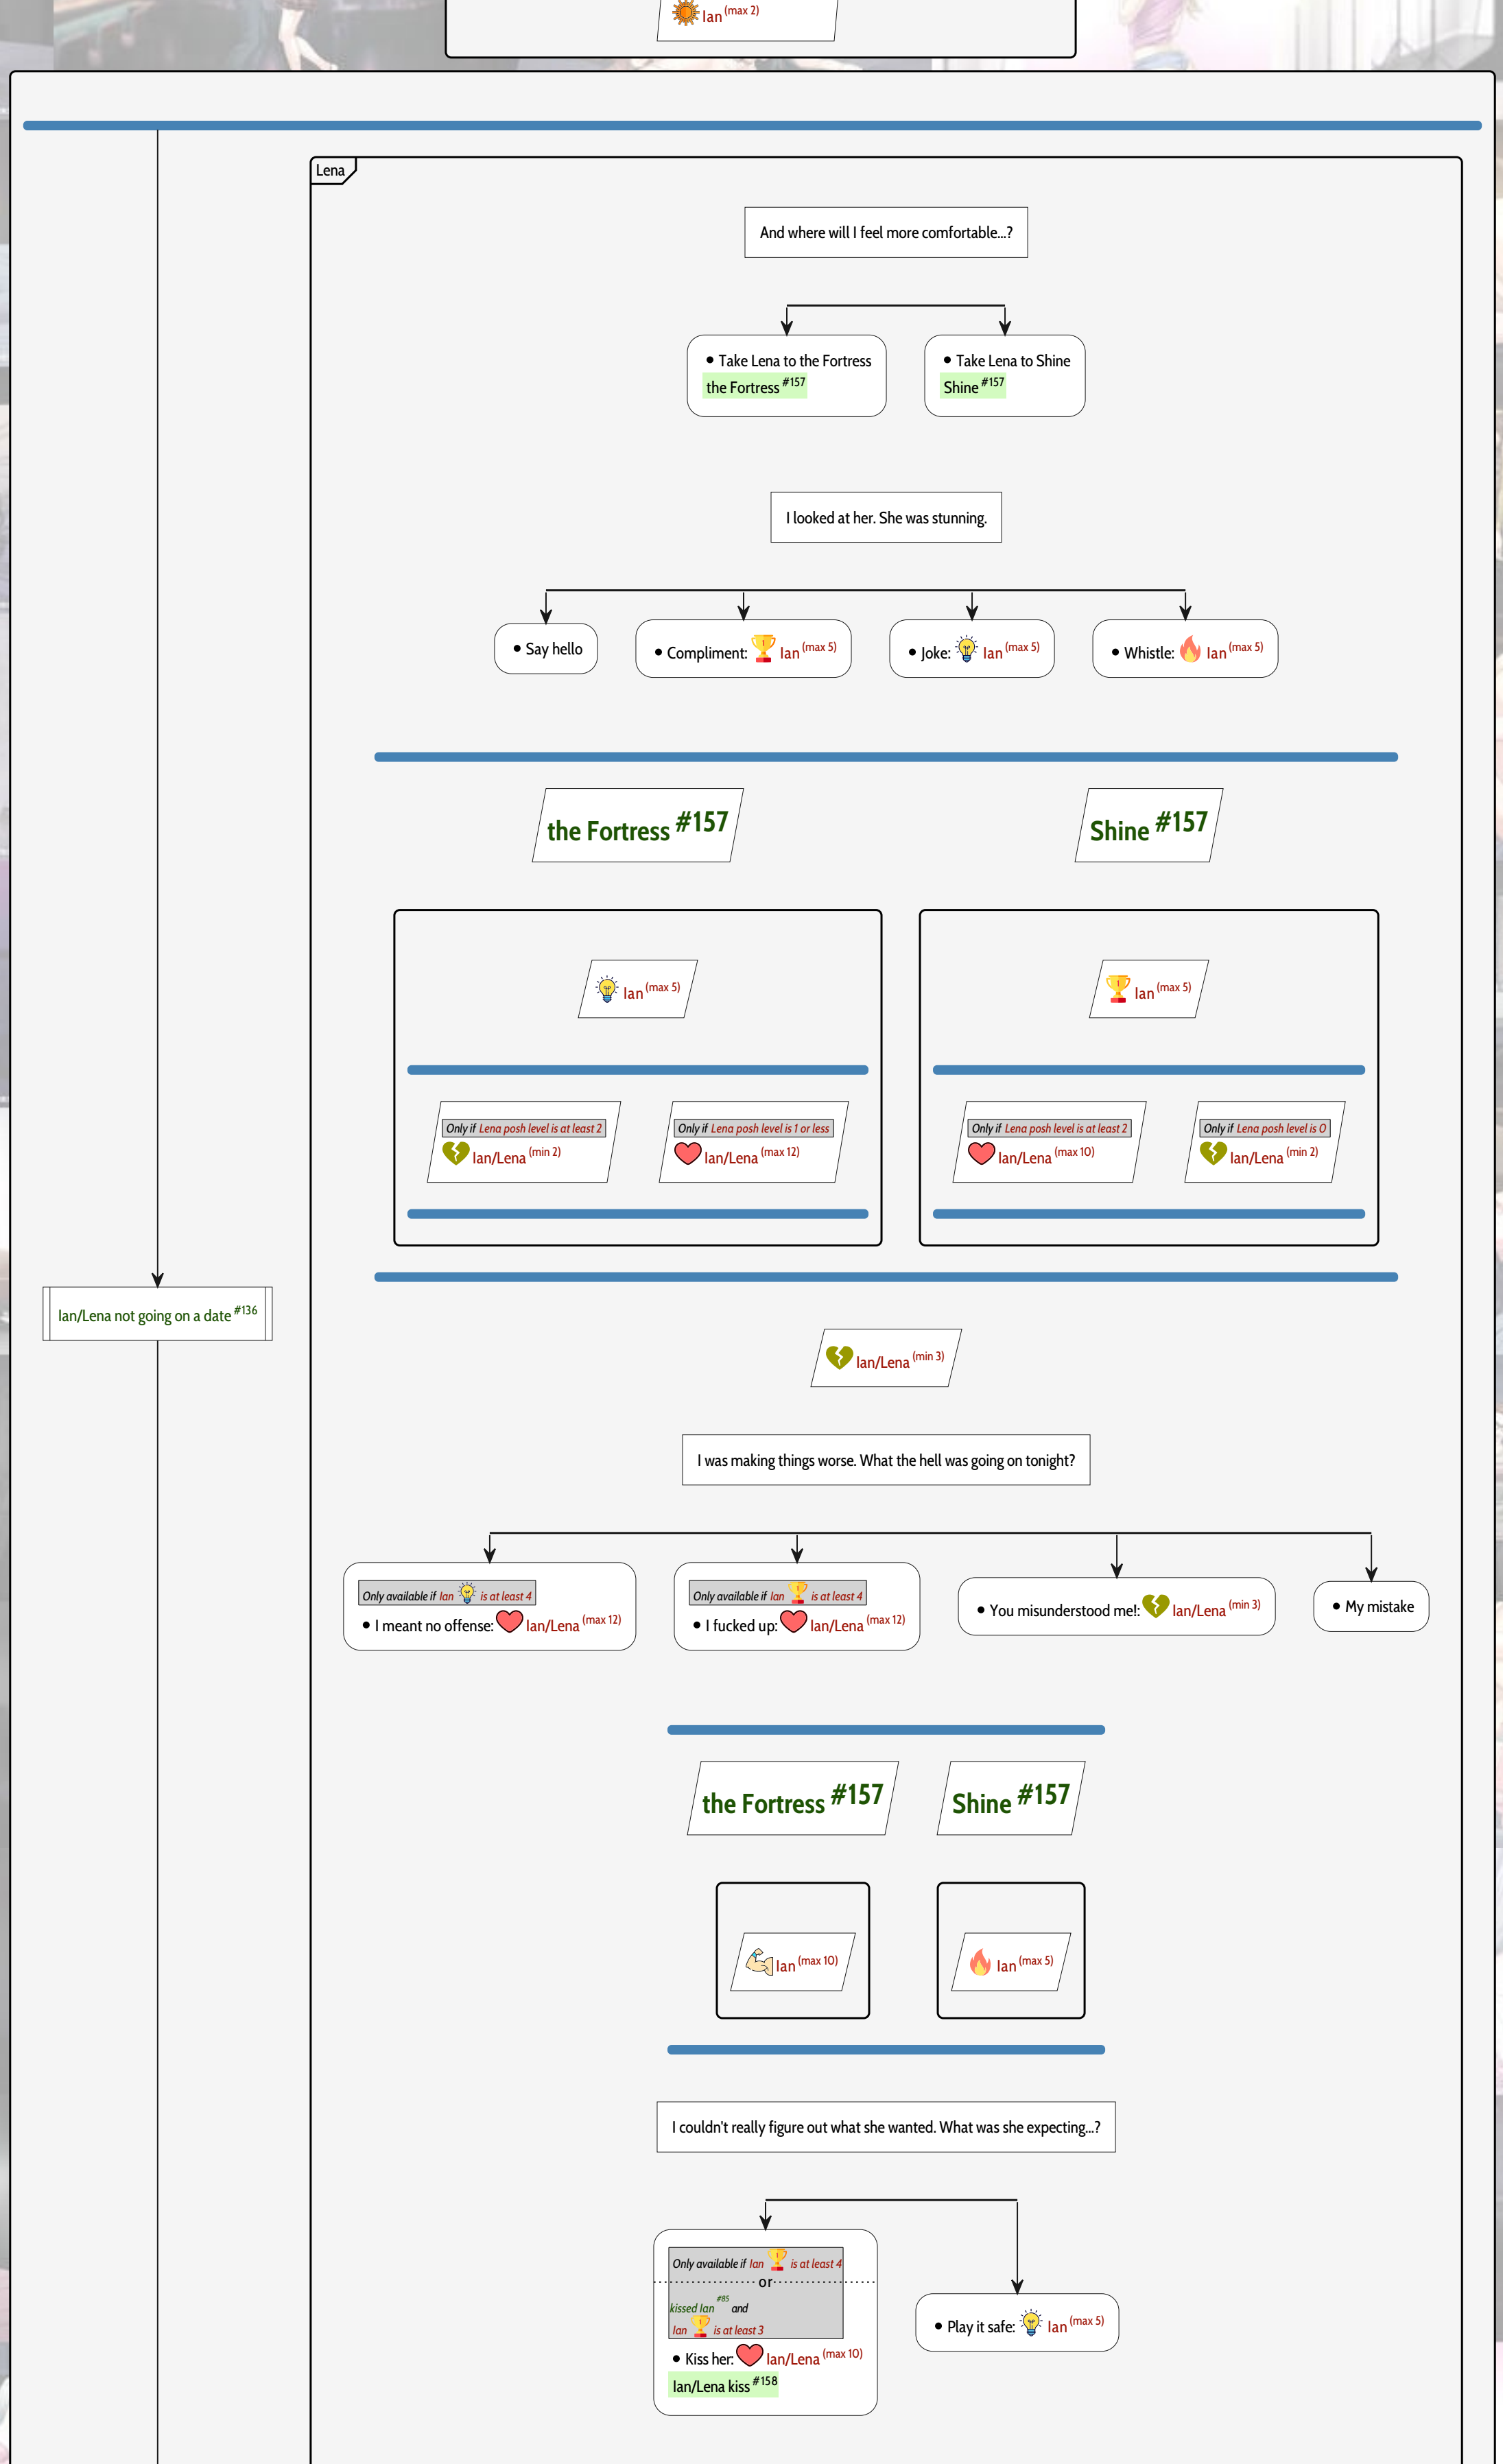 Ian (max 2)
Lena
And where will I feel more comfortable...?
• Take Lena to the Fortress
the Fortress #157
• Take Lena to Shine
Shine #157
I looked at her. She was stunning.
• Say hello
• Compliment: Ian (max 5)
• Joke: Ian (max 5)
• Whistle: Ian (max 5)
the Fortress #157
Shine #157
Ian (max 5)
Ian (max 5)
Only if Lena posh level is at least 2
Ian/Lena (min 2)
Only if Lena posh level is 1 or less
Ian/Lena (max 12)
Only if Lena posh level is at least 2
Ian/Lena (max 10)
Only if Lena posh level is 0
Ian/Lena (min 2)
Ian/Lena not going on a date #136
Ian/Lena (min 3)
I was making things worse. What the hell was going on tonight?
Only available if Ian is at least 4
• I meant no offense: Ian/Lena (max 12)
Only available if Ian is at least 4
• I fucked up: Ian/Lena (max 12)
• You misunderstood me!: Ian/Lena (min 3)
• My mistake
the Fortress #157
Shine #157
Ian (max 10)
Ian (max 5)
I couldn't really figure out what she wanted. What was she expecting...?
Only available if Ian is at least 4
or
kissed Ian #85 and
Ian is at least 3
• Kiss her: Ian/Lena (max 10)
Ian/Lena kiss #158
• Play it safe: Ian (max 5)